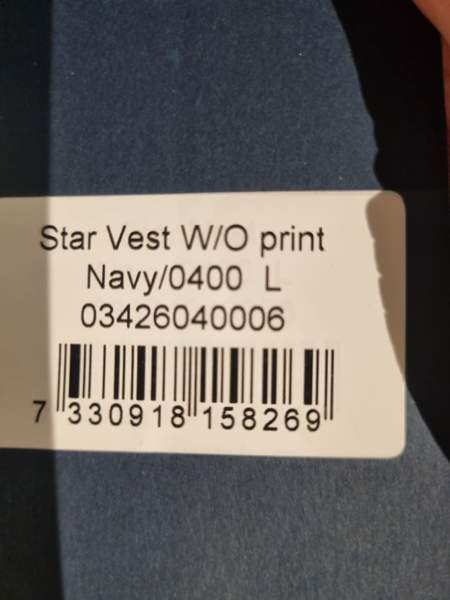 Star Vest W/O print
Navy/0400 L
03426040006
7 330918 158269